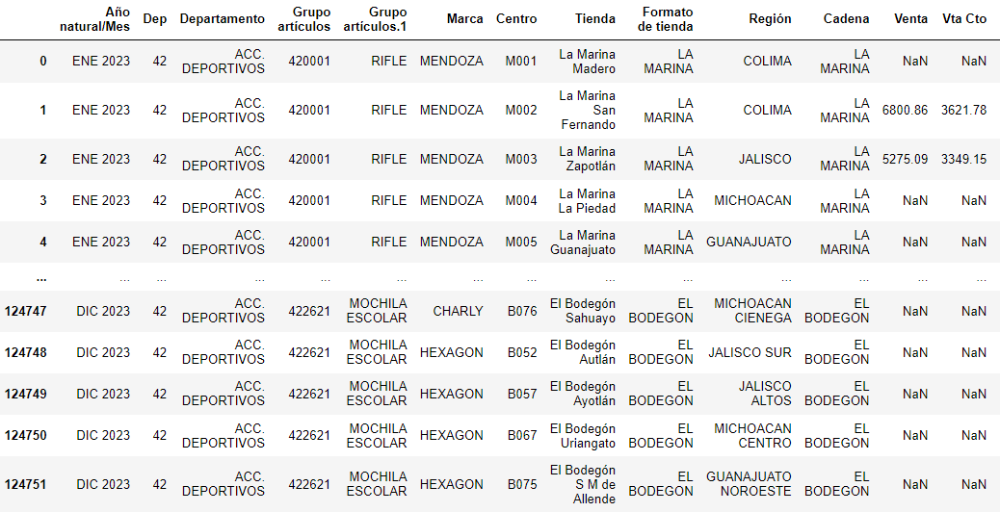 Año natural/Mes Dep Departamento Grupo artículos Grupo artículos.1 Marca Centro Tienda Formato de tienda Región Cadena Venta Vta Cto
0 ENE 2023 42 ACC. DEPORTIVOS 420001 RIFLE MENDOZA M001 La Marina Madero LA MARINA COLIMA LA MARINA NaN NaN
1 ENE 2023 42 ACC. DEPORTIVOS 420001 RIFLE MENDOZA M002 La Marina San Fernando LA MARINA COLIMA LA MARINA 6800.86 3621.78
2 ENE 2023 42 ACC. DEPORTIVOS 420001 RIFLE MENDOZA M003 La Marina Zapotlán LA MARINA JALISCO LA MARINA 5275.09 3349.15
3 ENE 2023 42 ACC. DEPORTIVOS 420001 RIFLE MENDOZA M004 La Marina La Piedad LA MARINA MICHOACAN LA MARINA NaN NaN
4 ENE 2023 42 ACC. DEPORTIVOS 420001 RIFLE MENDOZA M005 La Marina Guanajuato LA MARINA GUANAJUATO LA MARINA NaN NaN
... ... ... ... ... ... ... ... ... ... ... ... ... ...
124747 DIC 2023 42 ACC. DEPORTIVOS 422621 MOCHILA ESCOLAR CHARLY B076 El Bodegón Sahuayo EL BODEGON MICHOACAN CIENEGA EL BODEGON NaN NaN
124748 DIC 2023 42 ACC. DEPORTIVOS 422621 MOCHILA ESCOLAR HEXAGON B052 El Bodegón Autlán EL BODEGON JALISCO SUR EL BODEGON NaN NaN
124749 DIC 2023 42 ACC. DEPORTIVOS 422621 MOCHILA ESCOLAR HEXAGON B057 El Bodegón Ayotlán EL BODEGON JALISCO ALTOS EL BODEGON NaN NaN
124750 DIC 2023 42 ACC. DEPORTIVOS 422621 MOCHILA ESCOLAR HEXAGON B067 El Bodegón Uriangato EL BODEGON MICHOACAN CENTRO EL BODEGON NaN NaN
124751 DIC 2023 42 ACC. DEPORTIVOS 422621 MOCHILA ESCOLAR HEXAGON B075 El Bodegón S M de Allende EL BODEGON GUANAJUATO NOROESTE EL BODEGON NaN NaN